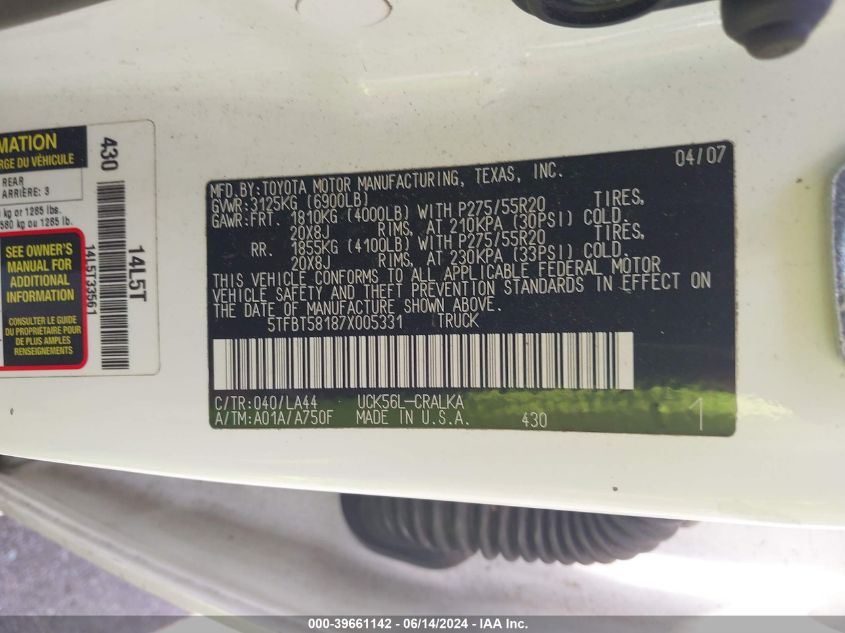 MATION
RGE DU VÉHICULE
REAR
ARRIÈRE: 3
kg or 1285 lbs.
580 kg ou 1285 lb.
SEE OWNER'S
MANUAL FOR
ADDITIONAL
INFORMATION
CONSULTER LE GUIDE
DU PROPRIETAIRE POUR
DE PLUS AMPLES
RENSEIGNEMENTS
430
14L5T
14L5T33561
04/07
MFD.BY:TOYOTA MOTOR MANUFACTURING, TEXAS, INC.
GVWR:3125KG (6900LB)
GAWR:FRT. 1810KG (4000LB) WITH P275/55R20 TIRES,
20X8J RIMS, AT 210KPA (30PSI) COLD.
RR. 1855KG (4100LB) WITH P275/55R20 TIRES,
20X8J RIMS, AT 230KPA (33PSI) COLD.
THIS VEHICLE CONFORMS TO ALL APPLICABLE FEDERAL MOTOR
VEHICLE SAFETY AND THEFT PREVENTION STANDARDS IN EFFECT ON
THE DATE OF MANUFACTURE SHOWN ABOVE.
5TFBT58187X005331 TRUCK
C/TR:040/LA44 UCK56L-CRALKA
A/TM:A01A/A750F MADE IN U.S.A. 430 1
000-39661142 - 06/14/2024 - IAA Inc.